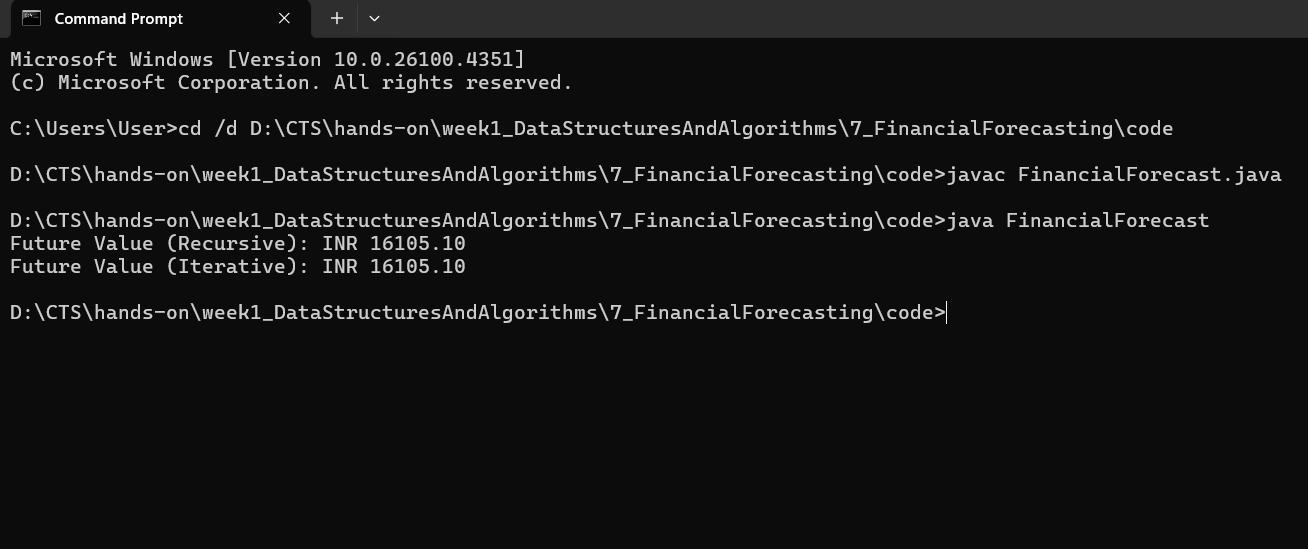 Command Prompt
Microsoft Windows [Version 10.0.26100.4351]
(c) Microsoft Corporation. All rights reserved.
C:\Users\User>cd /d D:\CTS\hands-on\week1_DataStructuresAndAlgorithms\7_FinancialForecasting\code
D:\CTS\hands-on\week1_DataStructuresAndAlgorithms\7_FinancialForecasting\code>javac FinancialForecast.java
D:\CTS\hands-on\week1_DataStructuresAndAlgorithms\7_FinancialForecasting\code>java FinancialForecast
Future Value (Recursive): INR 16105.10
Future Value (Iterative): INR 16105.10
D:\CTS\hands-on\week1_DataStructuresAndAlgorithms\7_FinancialForecasting\code>